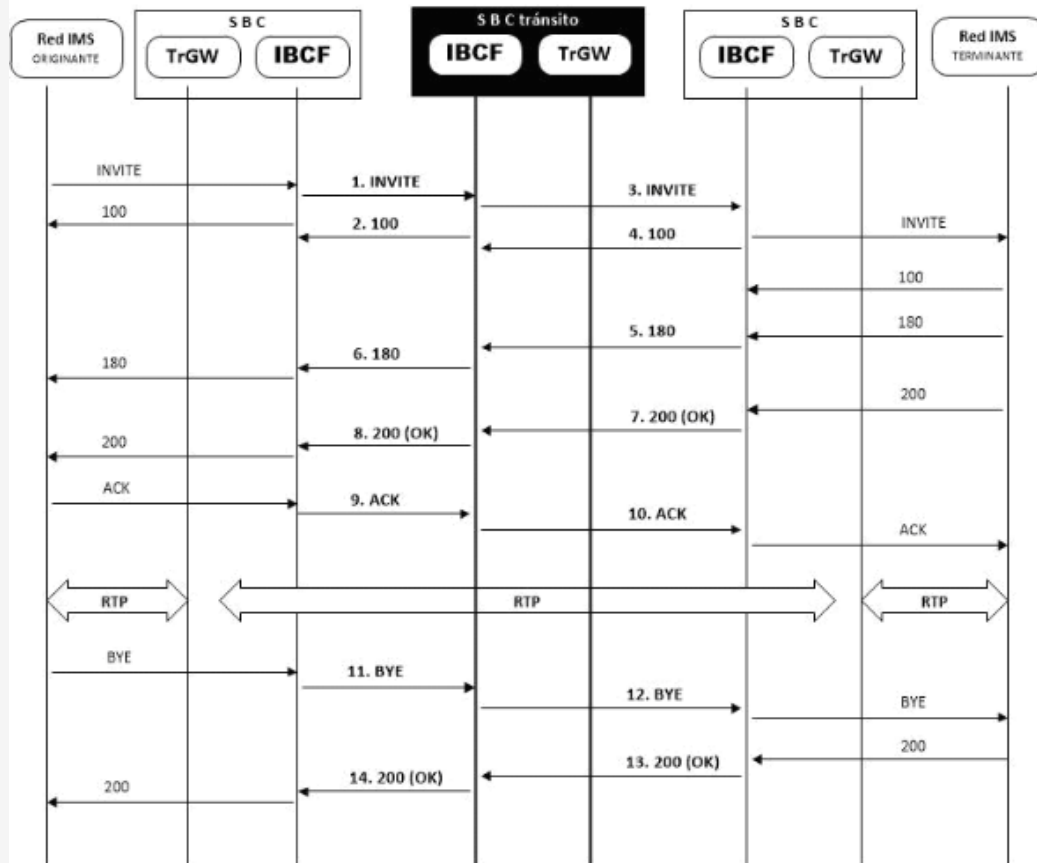 S B C
S B C tránsito
S B C
Red IMS
ORIGINANTE
TrGW
IBCF
IBCF
TrGW
IBCF
TrGW
Red IMS
TERMINANTE
INVITE
1. INVITE
3. INVITE
100
2. 100
4. 100
INVITE
100
180
5. 180
6. 180
180
200
7. 200 (OK)
8. 200 (OK)
200
ACK
9. ACK
10. ACK
ACK
RTP
RTP
RTP
BYE
11. BYE
12. BYE
BYE
200
13. 200 (OK)
14. 200 (OK)
200